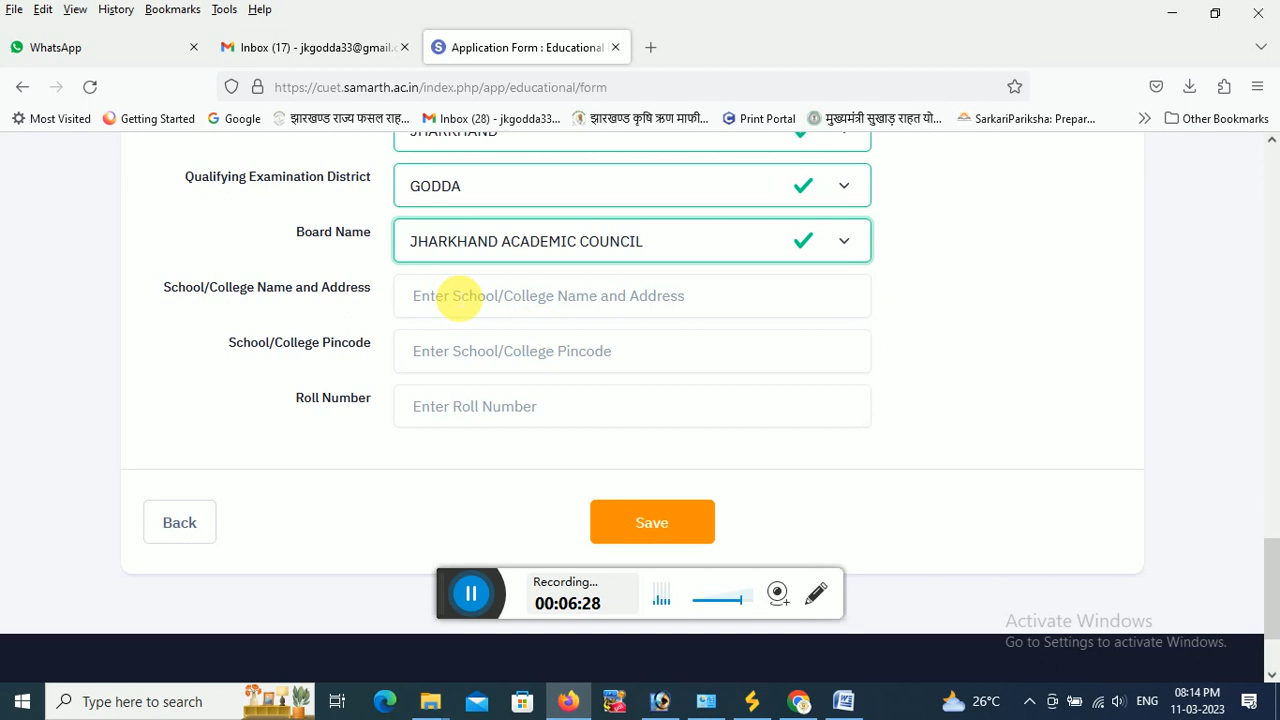 File Edit View History Bookmarks Tools Help
WhatsApp
Inbox (17) - jkgodda33@gmail.c
Application Form : Educational
https://cuet.samarth.ac.in/index.php/app/educational/form
Most Visited Getting Started Google झारखण्ड राज्य फसल राह... Inbox (28) - jkgodda33... झारखण्ड कृषि ऋण माफी... Print Portal मुख्यमंत्री सुखाड़ राहत यो... SarkariPariksha: Prepar... Other Bookmarks
JHARKHAND
Qualifying Examination District GODDA
Board Name JHARKHAND ACADEMIC COUNCIL
School/College Name and Address Enter School/College Name and Address
School/College Pincode Enter School/College Pincode
Roll Number Enter Roll Number
Back Save
Recording...
00:06:28
Activate Windows
Go to Settings to activate Windows.
Type here to search 26°C ENG 08:14 PM
11-03-2023